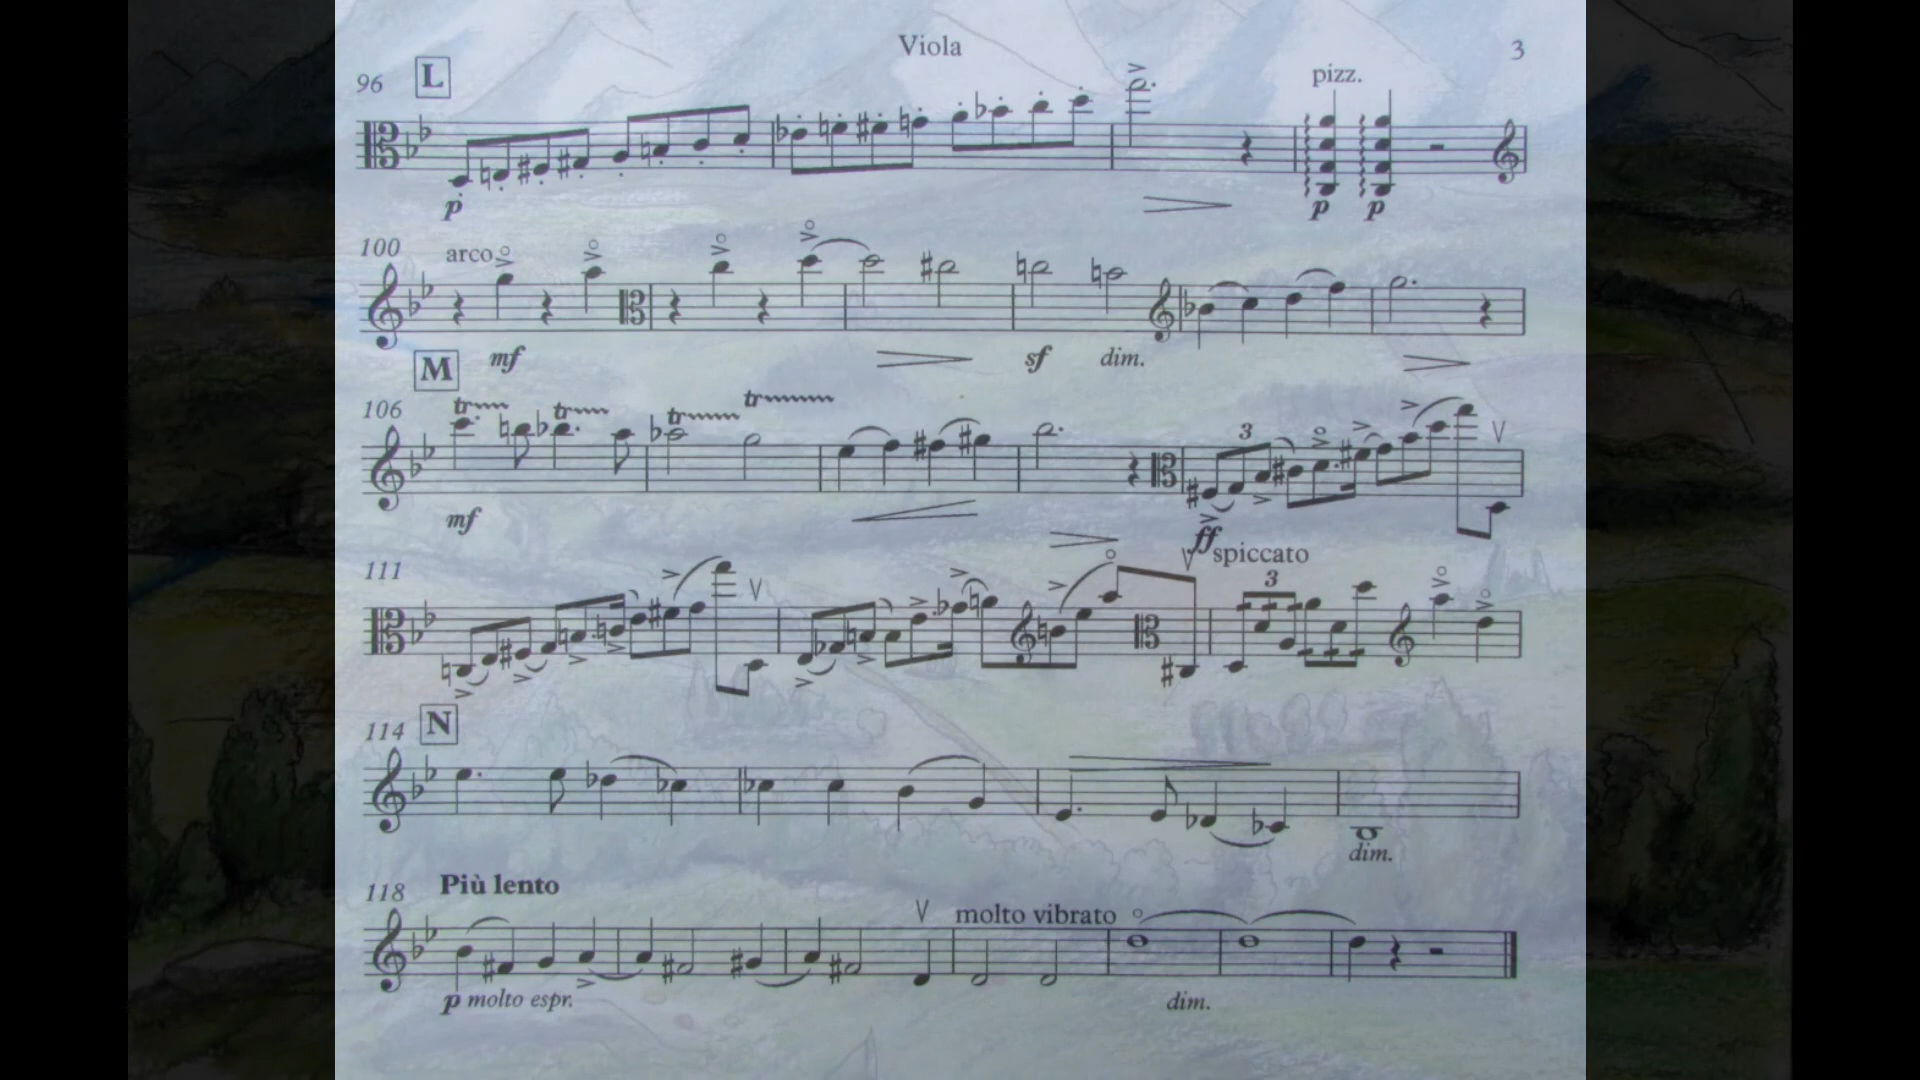 Viola 3
96 L pizz.
p p p
100 arco
mf sf dim.
M
106 tr tr tr tr
3
mf ff
111 spiccato
3
114 N
dim.
118 Più lento
molto vibrato
p molto espr. dim.